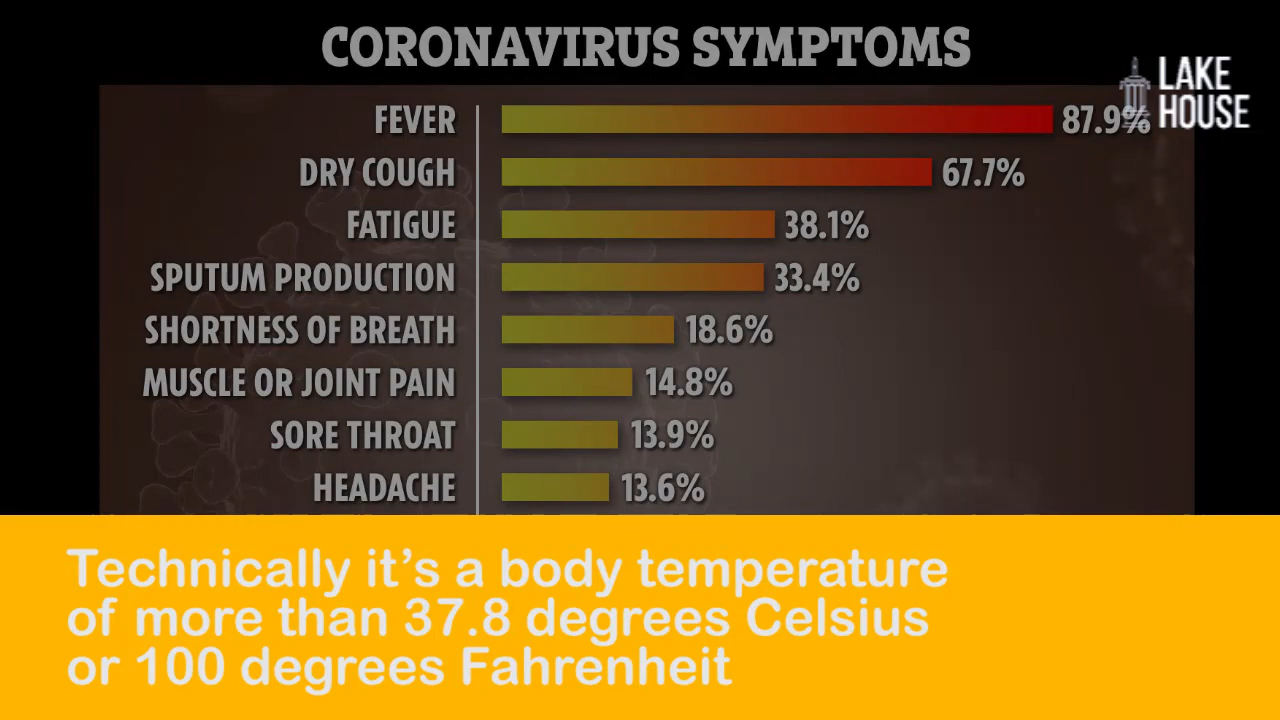 CORONAVIRUS SYMPTOMS
LAKE
HOUSE
FEVER 87.9%
DRY COUGH 67.7%
FATIGUE 38.1%
SPUTUM PRODUCTION 33.4%
SHORTNESS OF BREATH 18.6%
MUSCLE OR JOINT PAIN 14.8%
SORE THROAT 13.9%
HEADACHE 13.6%
Technically it’s a body temperature
of more than 37.8 degrees Celsius
or 100 degrees Fahrenheit